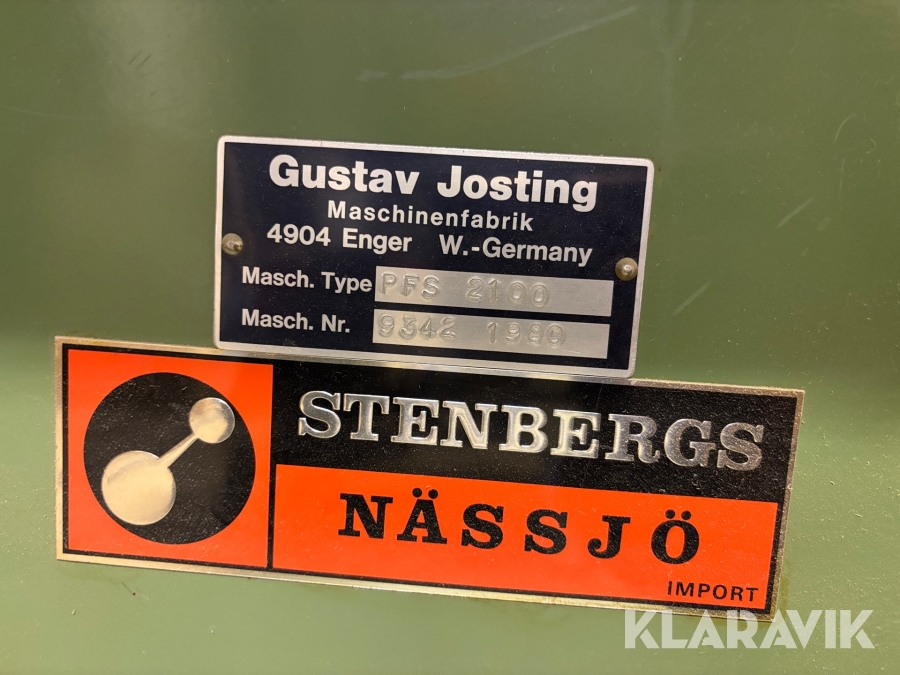 Gustav Josting
Maschinenfabrik
4904 Enger W.-Germany
Masch. Type PFS 2100
Masch. Nr. 9342 1980
STENBERGS
NÄSSJÖ
IMPORT
KLARAVIK